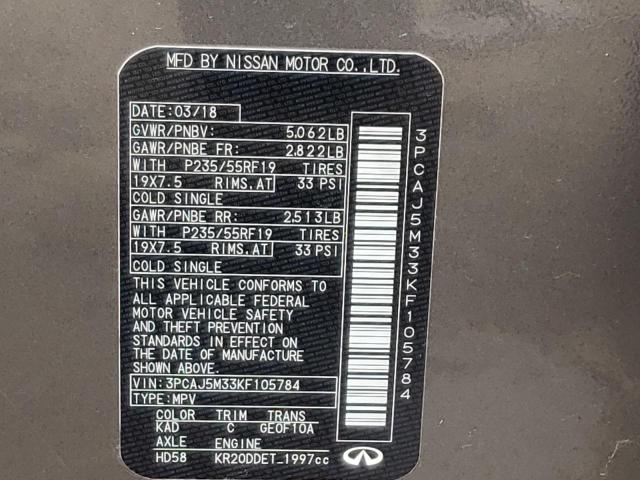 MFD BY NISSAN MOTOR CO.,LTD.
DATE: 03/18
GVWR/PNBV: 5.062LB
GAWR/PNBE FR: 2.822LB
WITH P235/55RF19 TIRES
19X7.5 RIMS.AT 33 PSI
COLD SINGLE
GAWR/PNBE RR: 2.513LB
WITH P235/55RF19 TIRES
19X7.5 RIMS.AT 33 PSI
COLD SINGLE
THIS VEHICLE CONFORMS TO
ALL APPLICABLE FEDERAL
MOTOR VEHICLE SAFETY
AND THEFT PREVENTION
STANDARDS IN EFFECT ON
THE DATE OF MANUFACTURE
SHOWN ABOVE.
VIN: 3PCAJ5M33KF105784
TYPE: MPV
COLOR TRIM TRANS
KAD C GE0F10A
AXLE ENGINE
HD58 KR20DDET_1997cc
3PCAJ5M33KF105784